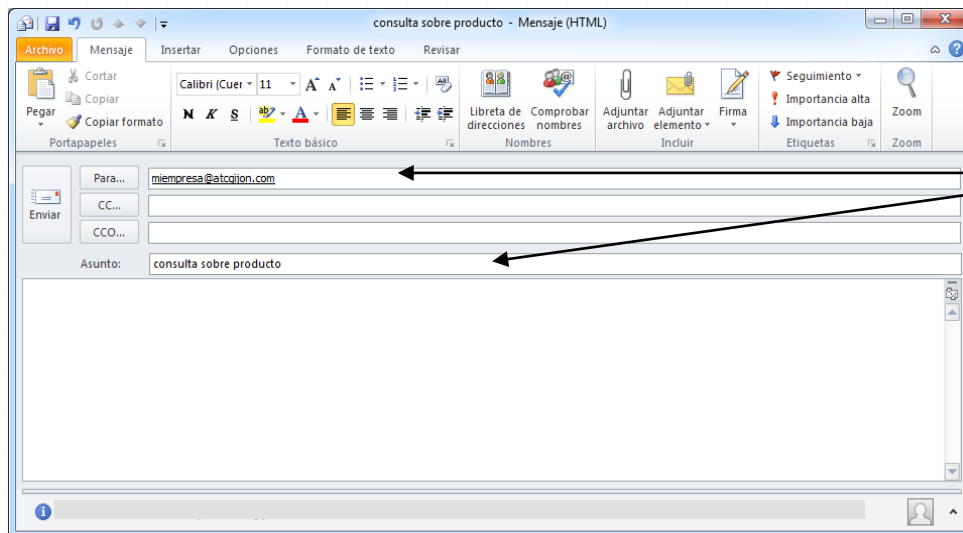 consulta sobre producto - Mensaje (HTML)
Archivo Mensaje Insertar Opciones Formato de texto Revisar
Pegar
Cortar
Copiar
Copiar formato
Portapapeles
Calibri (Cuer 11
N K S
Texto básico
Libreta de direcciones
Comprobar nombres
Nombres
Adjuntar archivo
Adjuntar elemento
Firma
Incluir
Seguimiento
Importancia alta
Importancia baja
Etiquetas
Zoom
Zoom
Enviar
Para... miempresa@atcgijon.com
CC...
CCO...
Asunto: consulta sobre producto